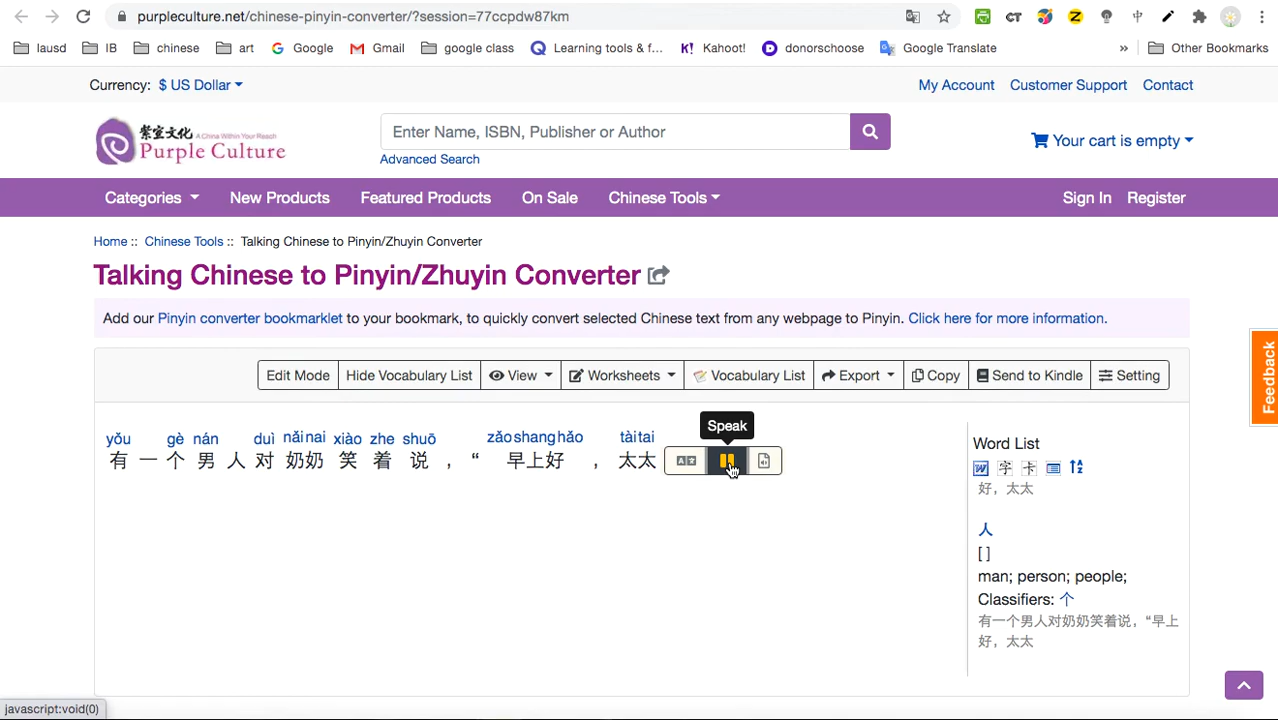 purpleculture.net/chinese-pinyin-converter/?session=77ccpdw87km
lausd IB chinese art Google Gmail google class Learning tools & f... Kahoot! donorschoose Google Translate » Other Bookmarks
Currency: $ US Dollar My Account Customer Support Contact
紫室文化 A China Within Your Reach
Purple Culture
Enter Name, ISBN, Publisher or Author
Advanced Search
Your cart is empty
Categories New Products Featured Products On Sale Chinese Tools Sign In Register
Home :: Chinese Tools :: Talking Chinese to Pinyin/Zhuyin Converter
Talking Chinese to Pinyin/Zhuyin Converter
Add our Pinyin converter bookmarklet to your bookmark, to quickly convert selected Chinese text from any webpage to Pinyin. Click here for more information.
Feedback
Edit Mode Hide Vocabulary List View Worksheets Vocabulary List Export Copy Send to Kindle Setting
Speak
yǒu gè nán duì nǎinai xiào zhe shuō zǎoshanghǎo tàitai
有 一 个 男 人 对 奶奶 笑 着 说 ， “ 早上好 ， 太太
Word List
W 字 卡
好，太太
人
[ ]
man; person; people;
Classifiers: 个
有一个男人对奶奶笑着说，“早上
好，太太
javascript:void(0)